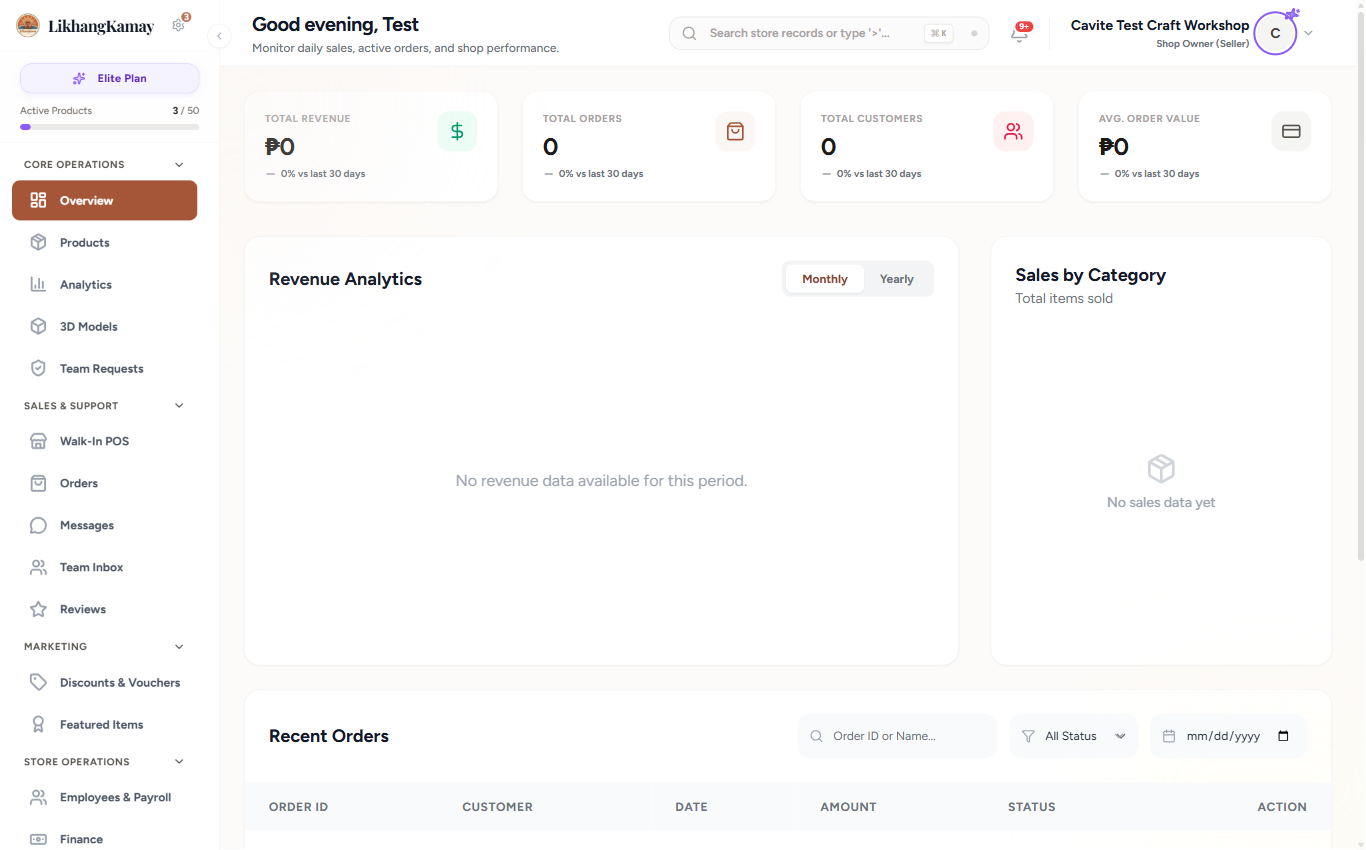 LikhangKamay
3
Elite Plan
Active Products
3 / 50
CORE OPERATIONS
Overview
Products
Analytics
3D Models
Team Requests
SALES & SUPPORT
Walk-In POS
Orders
Messages
Team Inbox
Reviews
MARKETING
Discounts & Vouchers
Featured Items
STORE OPERATIONS
Employees & Payroll
Finance
Good evening, Test
Monitor daily sales, active orders, and shop performance.
Search store records or type '>'...
⌘ K
9+
Cavite Test Craft Workshop
Shop Owner (Seller)
C
TOTAL REVENUE
₱0
— 0% vs last 30 days
TOTAL ORDERS
0
— 0% vs last 30 days
TOTAL CUSTOMERS
0
— 0% vs last 30 days
AVG. ORDER VALUE
₱0
— 0% vs last 30 days
Revenue Analytics
Monthly
Yearly
No revenue data available for this period.
Sales by Category
Total items sold
No sales data yet
Recent Orders
Order ID or Name...
All Status
mm/dd/yyyy
ORDER ID
CUSTOMER
DATE
AMOUNT
STATUS
ACTION